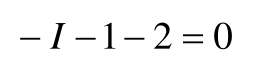 − I − 1 − 2 = 0